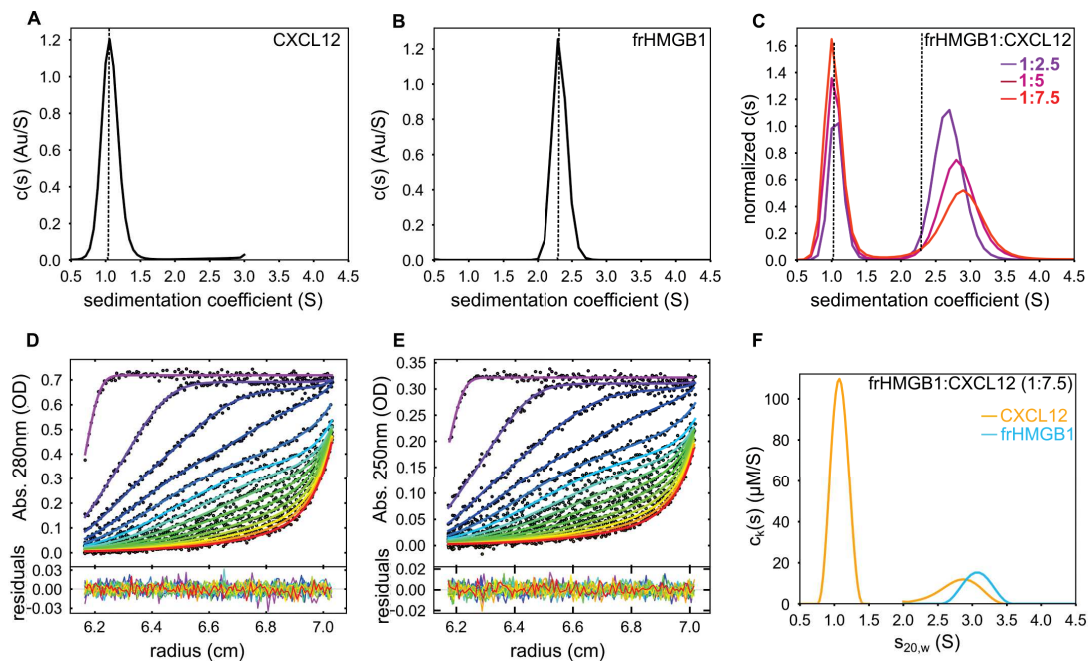 A
CXCL12
1.2
1.0
0.8
0.6
0.4
0.2
0.0
c(s) (Au/S)
0.5 1.0 1.5 2.0 2.5 3.0 3.5 4.0 4.5
sedimentation coefficient (S)
B
frHMGB1
1.2
1.0
0.8
0.6
0.4
0.2
0.0
c(s) (Au/S)
0.5 1.0 1.5 2.0 2.5 3.0 3.5 4.0 4.5
sedimentation coefficient (S)
C
frHMGB1:CXCL12
1:2.5
1:5
1:7.5
1.6
1.4
1.2
1.0
0.8
0.6
0.4
0.2
0.0
normalized c(s)
0.5 1.0 1.5 2.0 2.5 3.0 3.5 4.0 4.5
sedimentation coefficient (S)
D
0.7
0.6
0.5
0.4
0.3
0.2
0.1
0.0
Abs. 280nm (OD)
0.03
0.00
-0.03
residuals
6.2 6.4 6.6 6.8 7.0
radius (cm)
E
0.35
0.30
0.25
0.20
0.15
0.10
0.05
0.00
Abs. 250nm (OD)
0.02
0.00
-0.02
residuals
6.2 6.4 6.6 6.8 7.0
radius (cm)
F
frHMGB1:CXCL12 (1:7.5)
CXCL12
frHMGB1
100
80
60
40
20
0
cₖ(s) (µM/S)
0.5 1.0 1.5 2.0 2.5 3.0 3.5 4.0 4.5
s20,w (S)